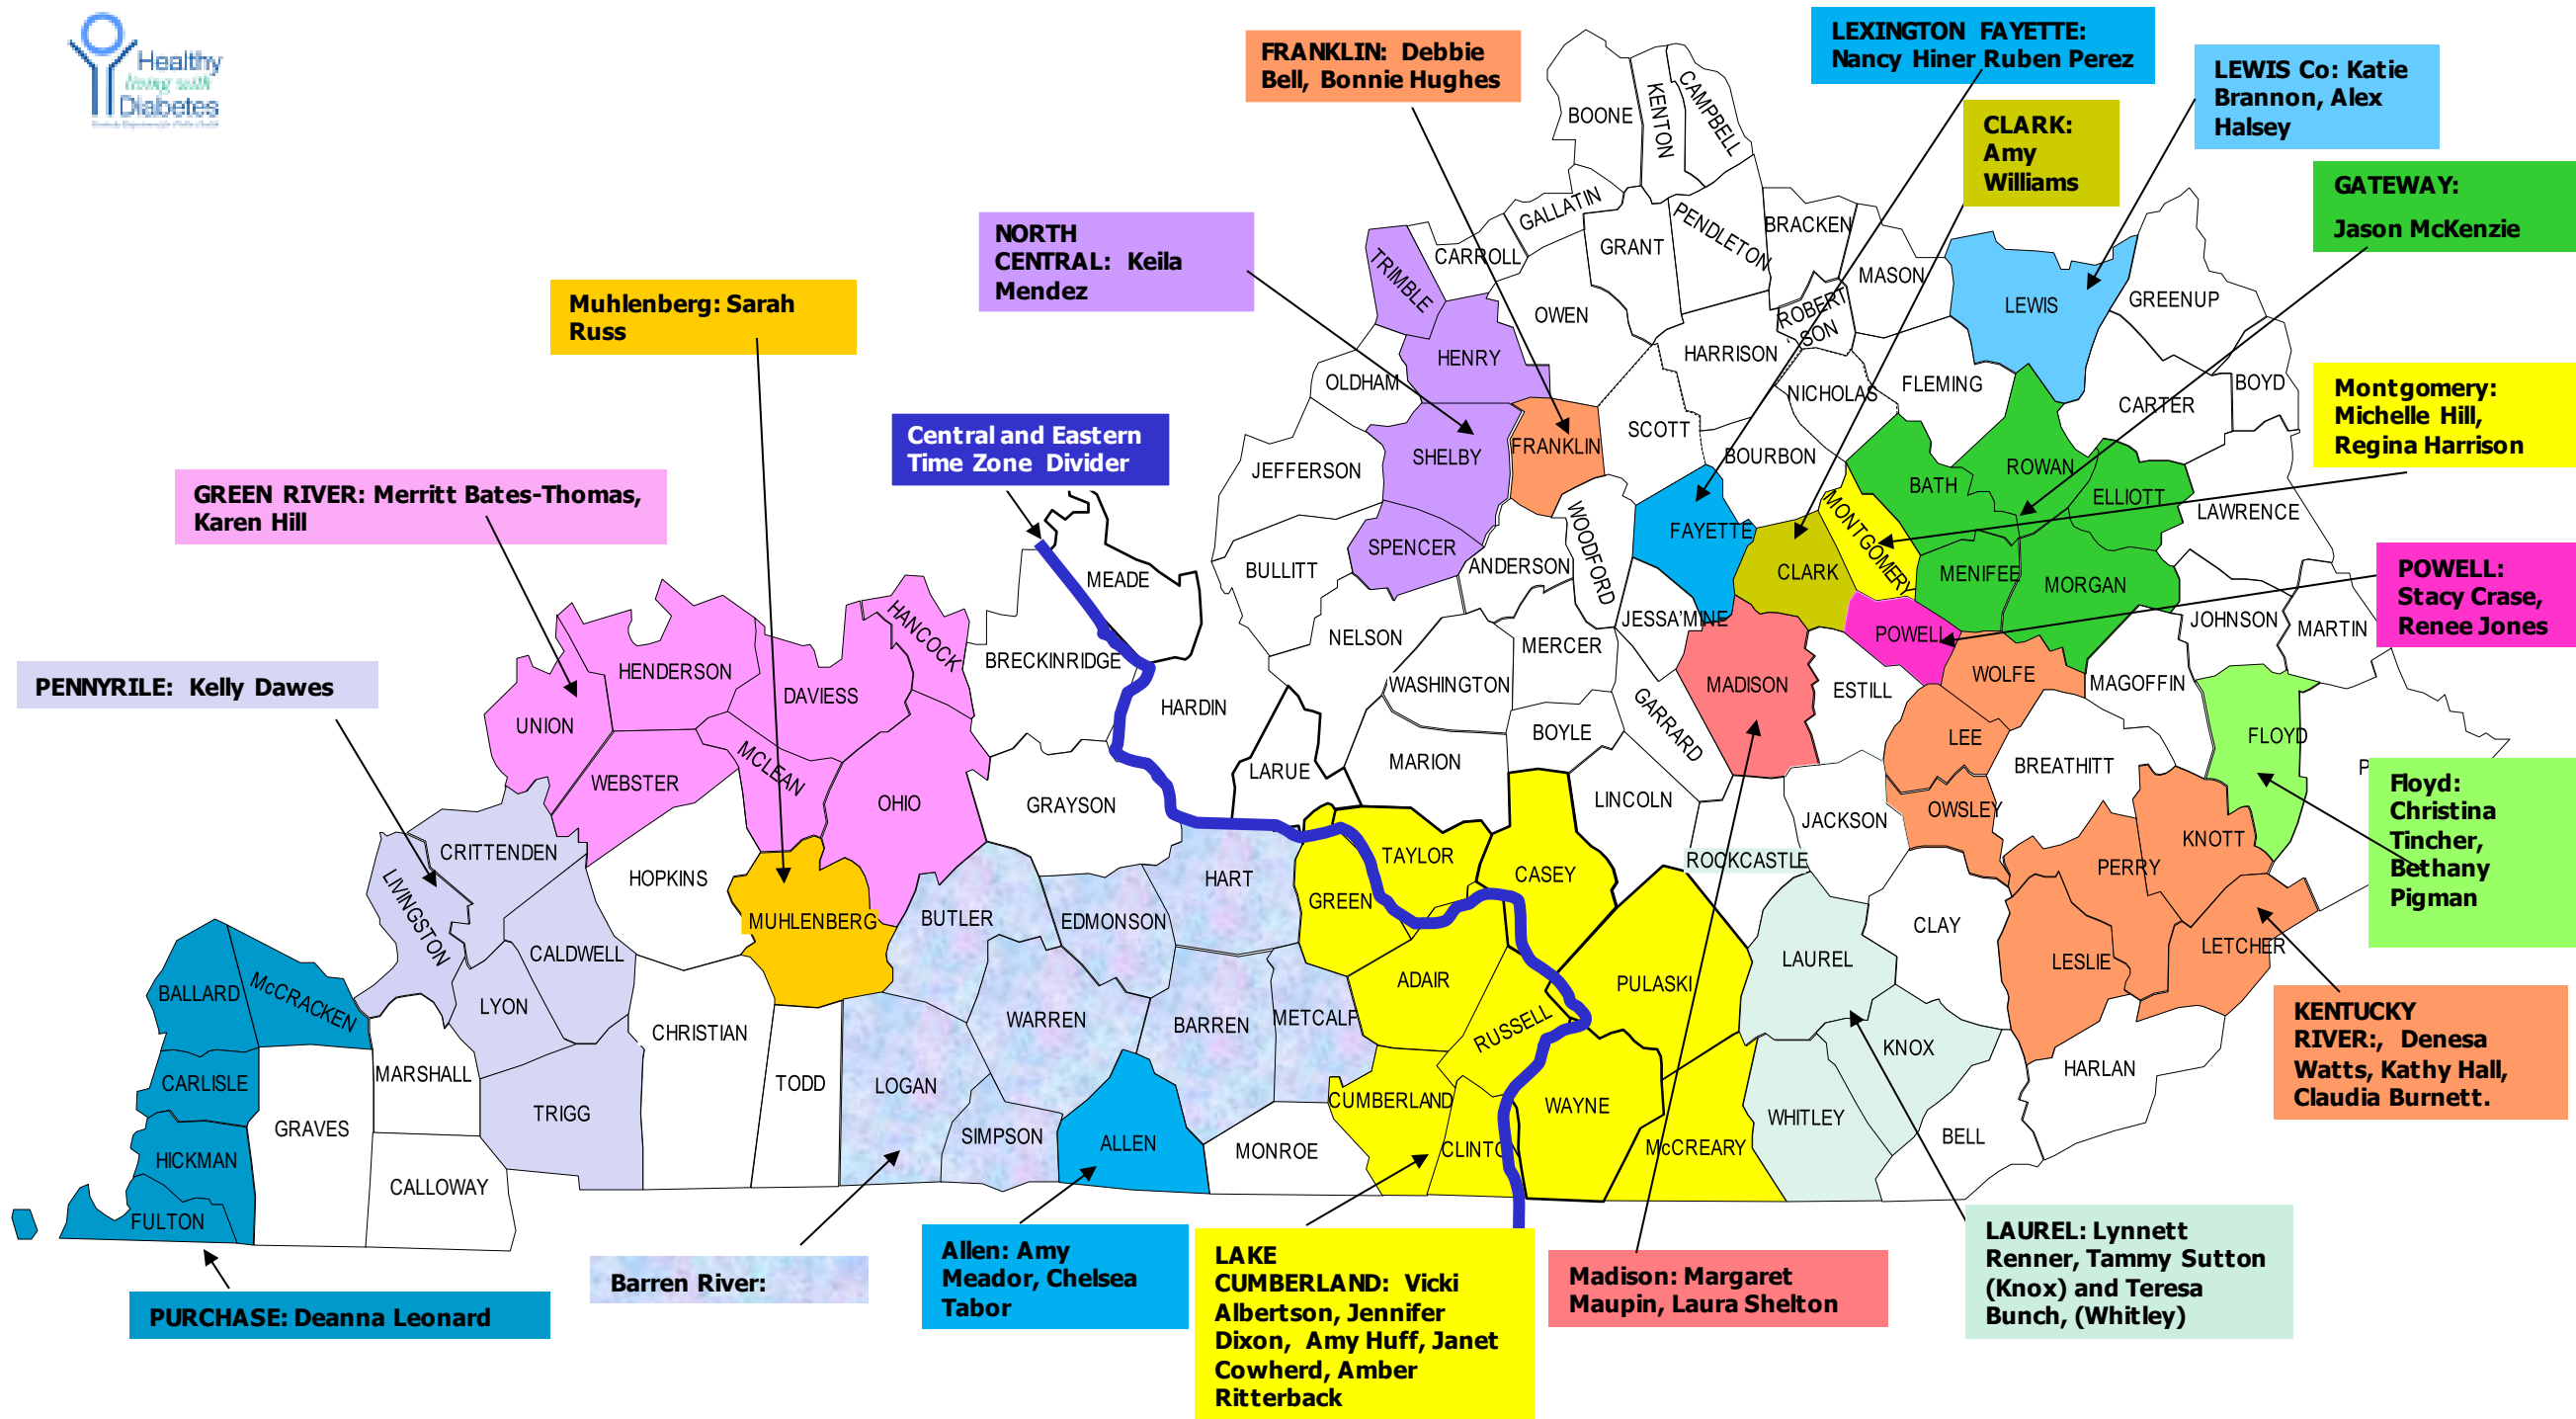 Healthy
living with
Diabetes
FRANKLIN: Debbie
Bell, Bonnie Hughes
LEXINGTON FAYETTE:
Nancy Hiner Ruben Perez
LEWIS Co: Katie
Brannon, Alex
Halsey
CLARK:
Amy
Williams
GATEWAY:
Jason McKenzie
NORTH
CENTRAL: Keila
Mendez
Muhlenberg: Sarah
Russ
Montgomery:
Michelle Hill,
Regina Harrison
Central and Eastern
Time Zone Divider
GREEN RIVER: Merritt Bates-Thomas,
Karen Hill
POWELL:
Stacy Crase,
Renee Jones
PENNYRILE: Kelly Dawes
Floyd:
Christina
Tincher,
Bethany
Pigman
KENTUCKY
RIVER:, Denesa
Watts, Kathy Hall,
Claudia Burnett.
LAUREL: Lynnett
Renner, Tammy Sutton
(Knox) and Teresa
Bunch, (Whitley)
Madison: Margaret
Maupin, Laura Shelton
LAKE
CUMBERLAND: Vicki
Albertson, Jennifer
Dixon, Amy Huff, Janet
Cowherd, Amber
Ritterback
Allen: Amy
Meador, Chelsea
Tabor
Barren River:
PURCHASE: Deanna Leonard
BOONE
KENTON
CAMPBELL
GALLATIN
CARROLL
TRIMBLE
GRANT
PENDLETON
BRACKEN
MASON
ROBERT
SON
LEWIS
GREENUP
OWEN
HENRY
OLDHAM
HARRISON
NICHOLAS
FLEMING
CARTER
BOYD
JEFFERSON
SHELBY
FRANKLIN
SCOTT
BOURBON
BATH
ROWAN
ELLIOTT
LAWRENCE
BULLITT
SPENCER
ANDERSON
WOODFORD
FAYETTE
CLARK
MONTGOMERY
MENIFEE
MORGAN
MEADE
JESSA'MINE
POWELL
JOHNSON
MARTIN
HANCOCK
BRECKINRIDGE
NELSON
MERCER
WASHINGTON
MADISON
ESTILL
WOLFE
MAGOFFIN
HENDERSON
DAVIESS
UNION
HARDIN
GARRARD
BOYLE
LEE
FLOYD
P
WEBSTER
MCLEAN
OHIO
GRAYSON
LARUE
MARION
LINCOLN
JACKSON
OWSLEY
BREATHITT
KNOTT
CRITTENDEN
LIVINGSTON
HOPKINS
MUHLENBERG
BUTLER
EDMONSON
HART
GREEN
TAYLOR
CASEY
ROCKCASTLE
CLAY
PERRY
LESLIE
LETCHER
CALDWELL
LYON
BALLARD
McCRACKEN
CHRISTIAN
WARREN
BARREN
METCALF
ADAIR
RUSSELL
PULASKI
LAUREL
KNOX
HARLAN
MARSHALL
CARLISLE
GRAVES
TRIGG
TODD
LOGAN
SIMPSON
ALLEN
MONROE
CUMBERLAND
CLINTO
WAYNE
McCREARY
WHITLEY
BELL
HICKMAN
CALLOWAY
FULTON